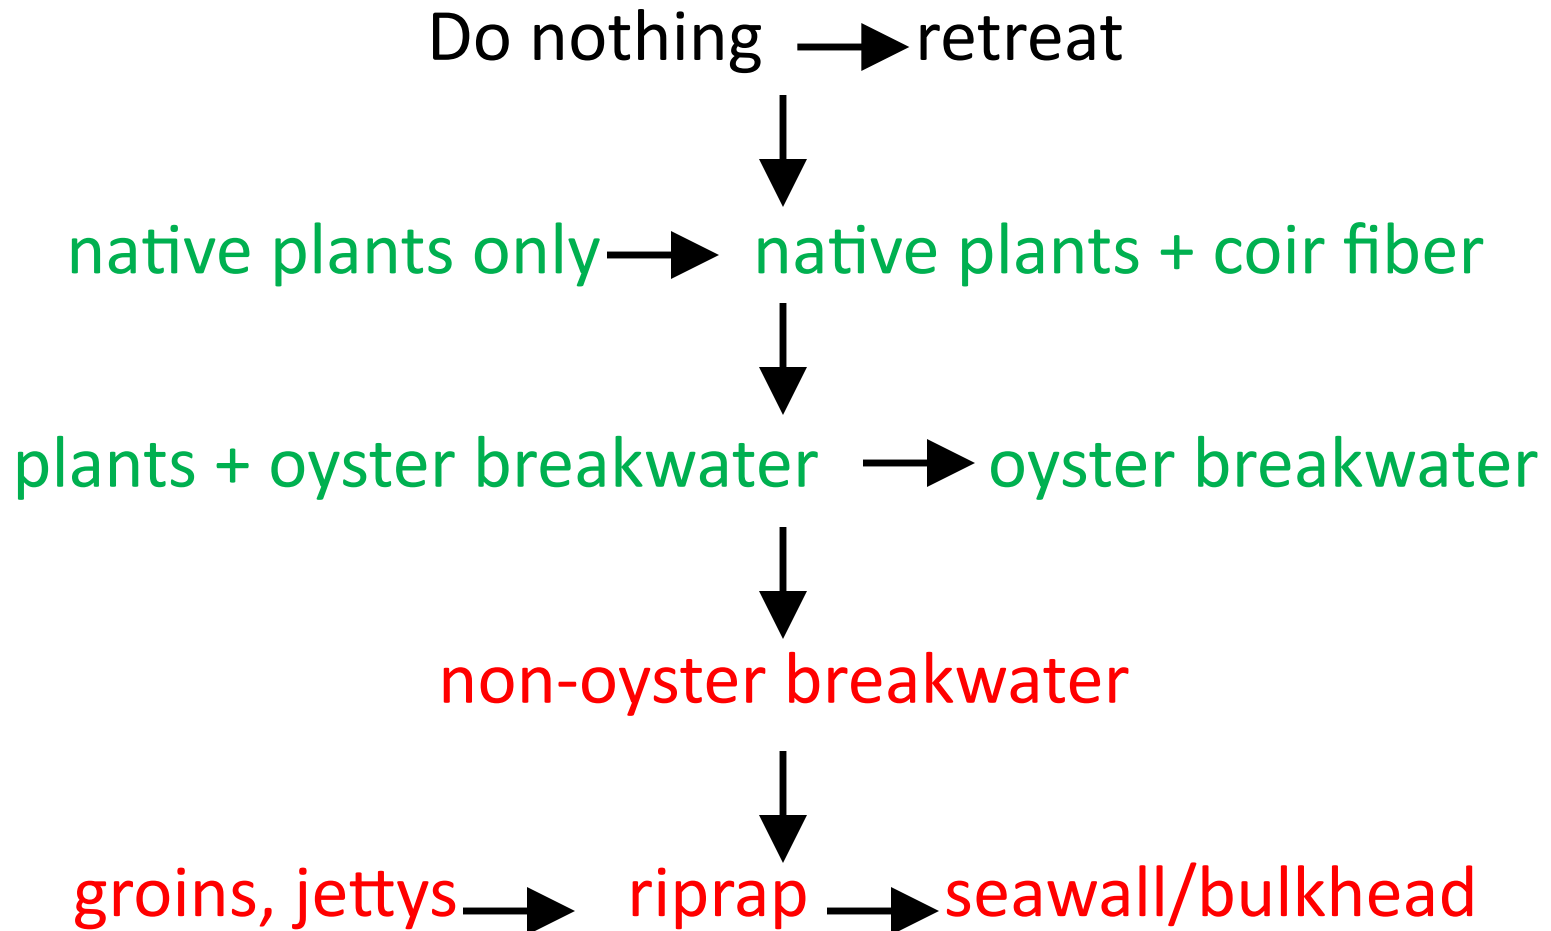 Do nothing retreat
native plants only native plants + coir fiber
plants + oyster breakwater oyster breakwater
non-oyster breakwater
groins, jettys riprap seawall/bulkhead